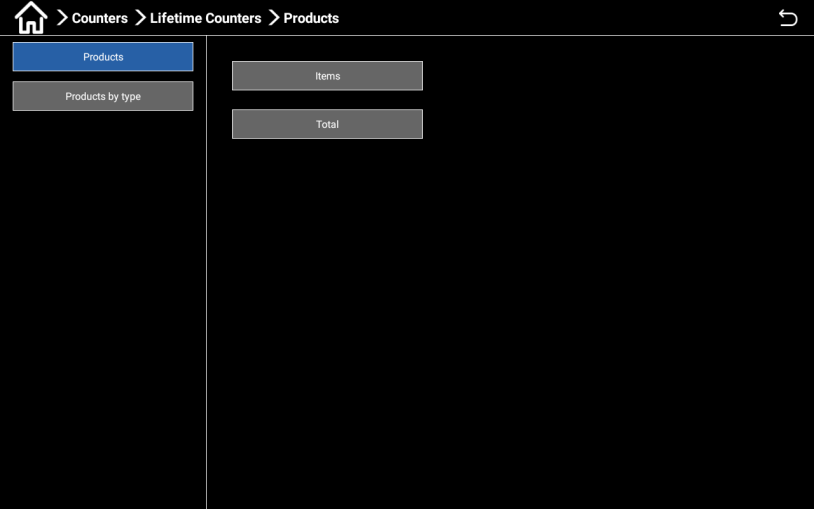 Counters Lifetime Counters Products
Products
Products by type
Items
Total